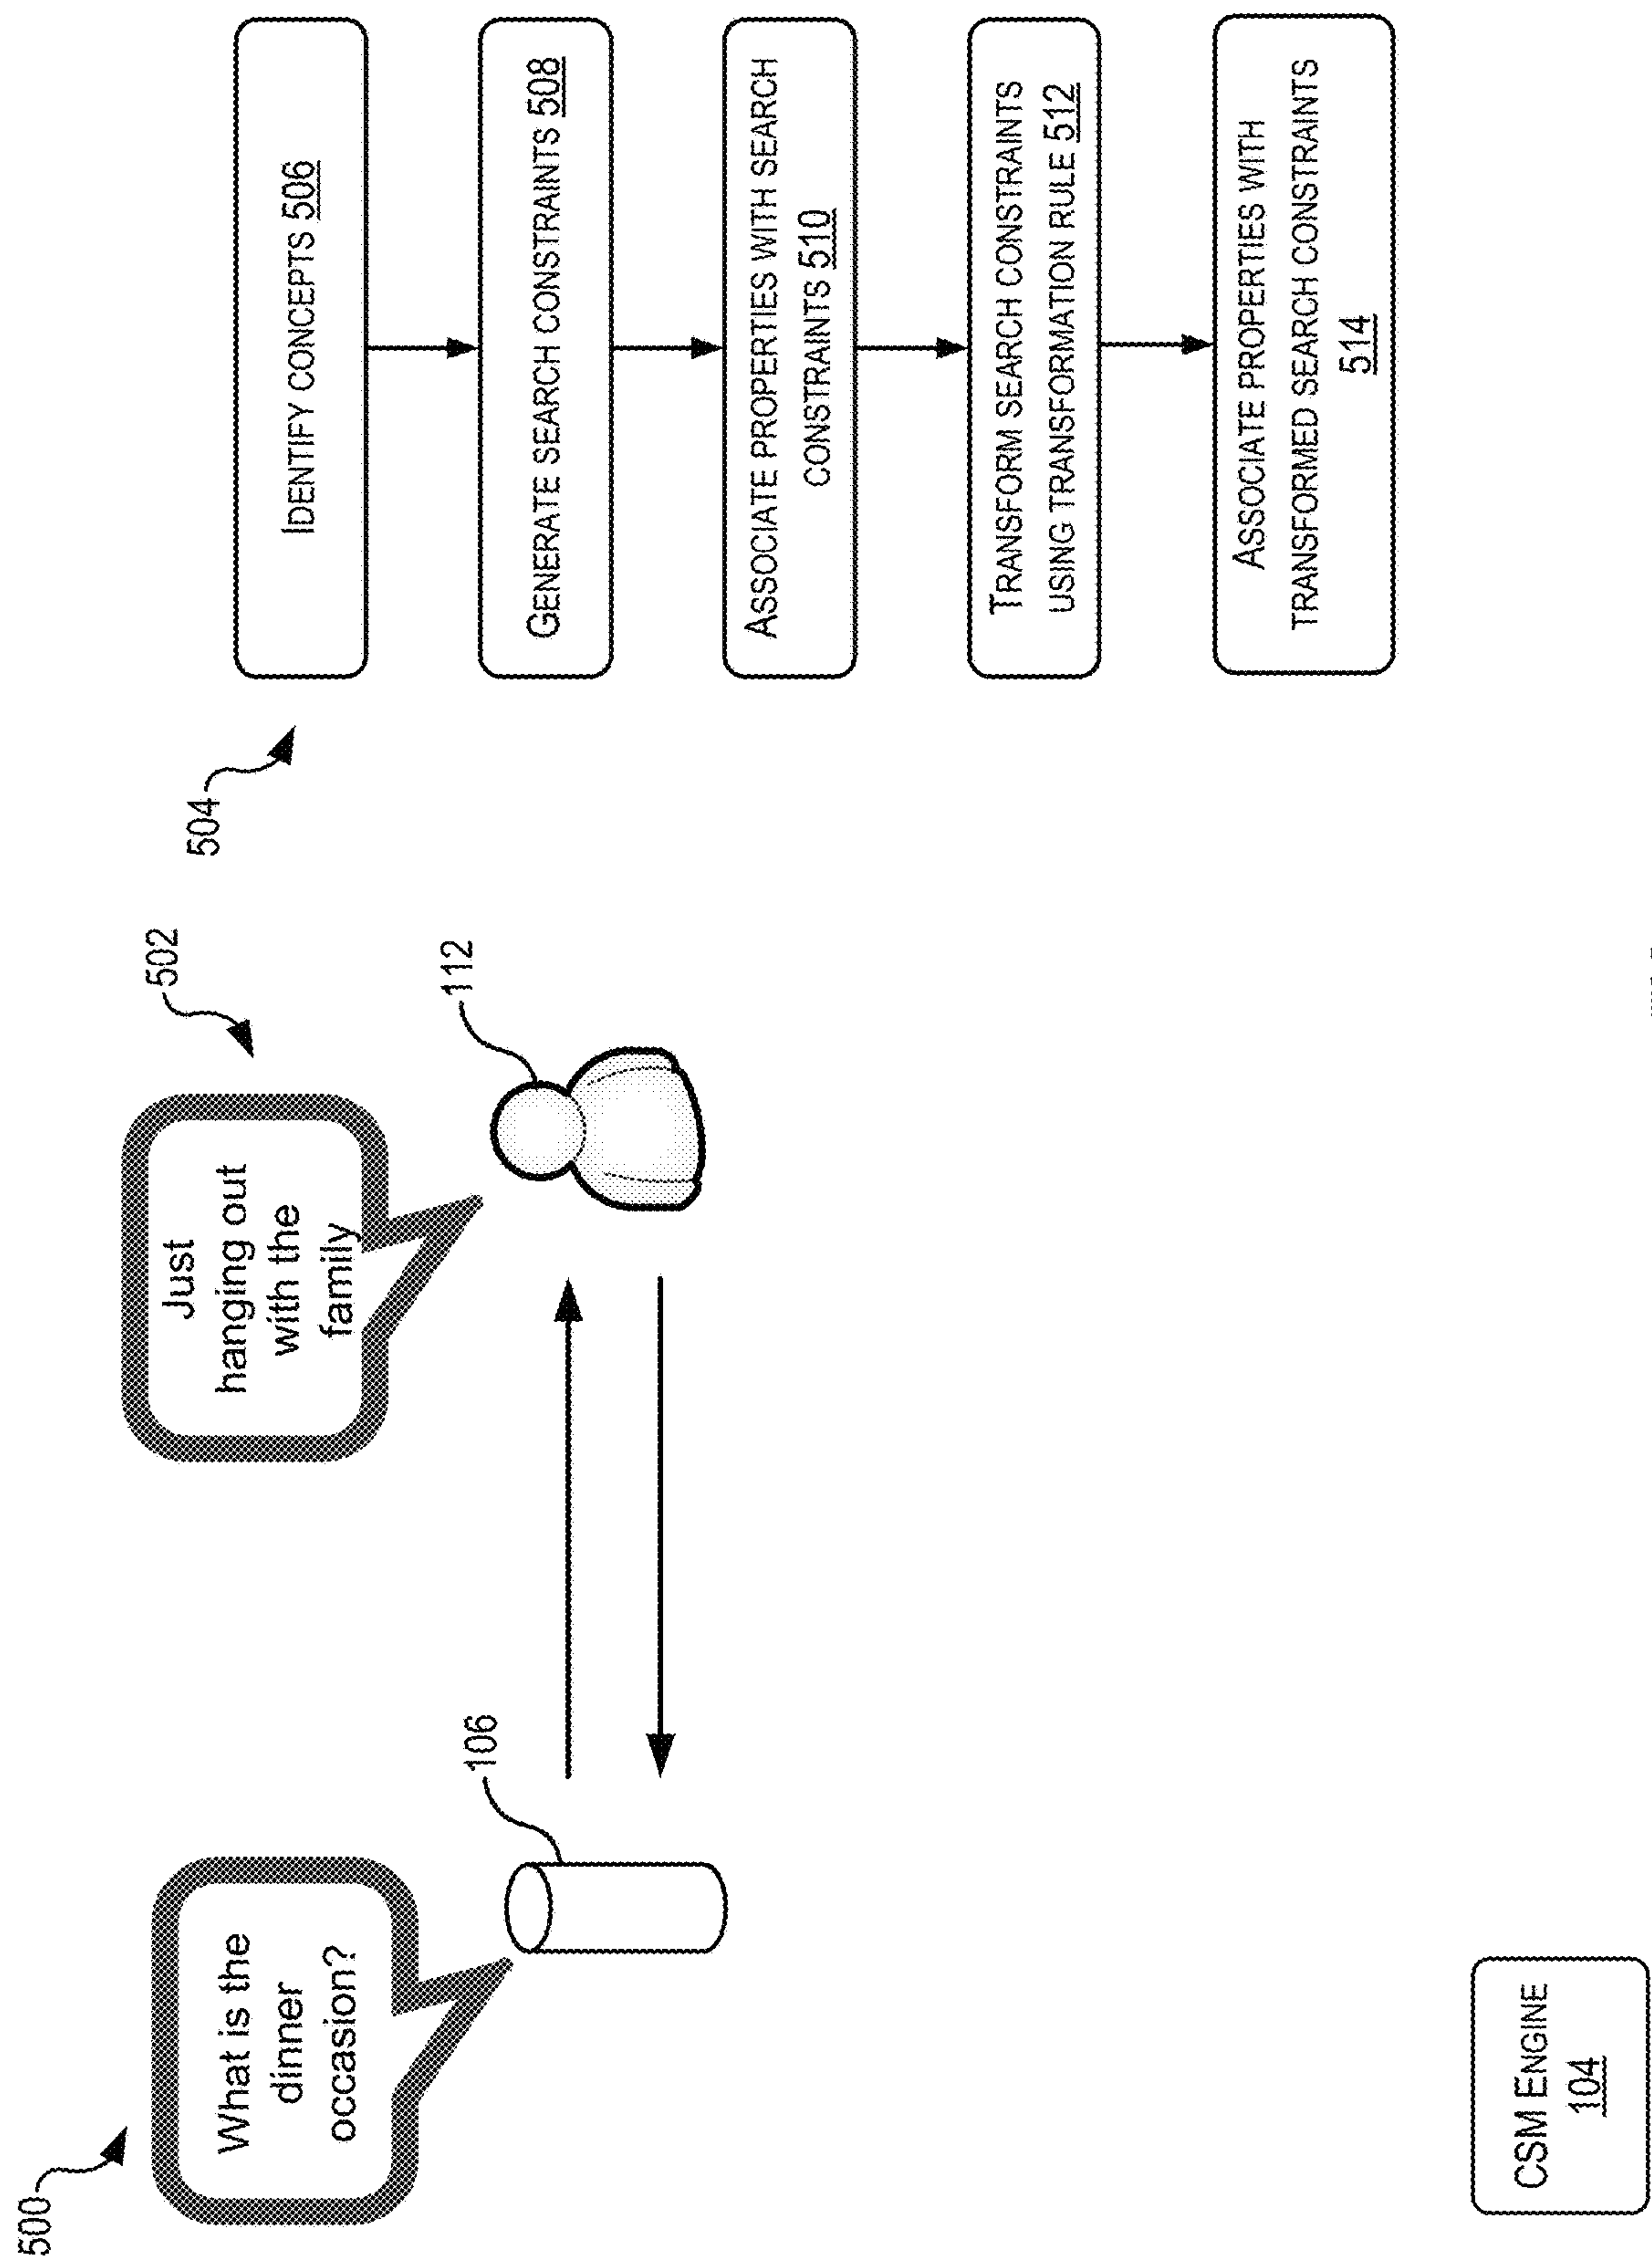 500
What is the
dinner
occasion?
106
502
Just
hanging out
with the
family
112
504
IDENTIFY CONCEPTS 506
GENERATE SEARCH CONSTRAINTS 508
ASSOCIATE PROPERTIES WITH SEARCH
CONSTRAINTS 510
TRANSFORM SEARCH CONSTRAINTS
USING TRANSFORMATION RULE 512
ASSOCIATE PROPERTIES WITH
TRANSFORMED SEARCH CONSTRAINTS
514
CSM ENGINE
104